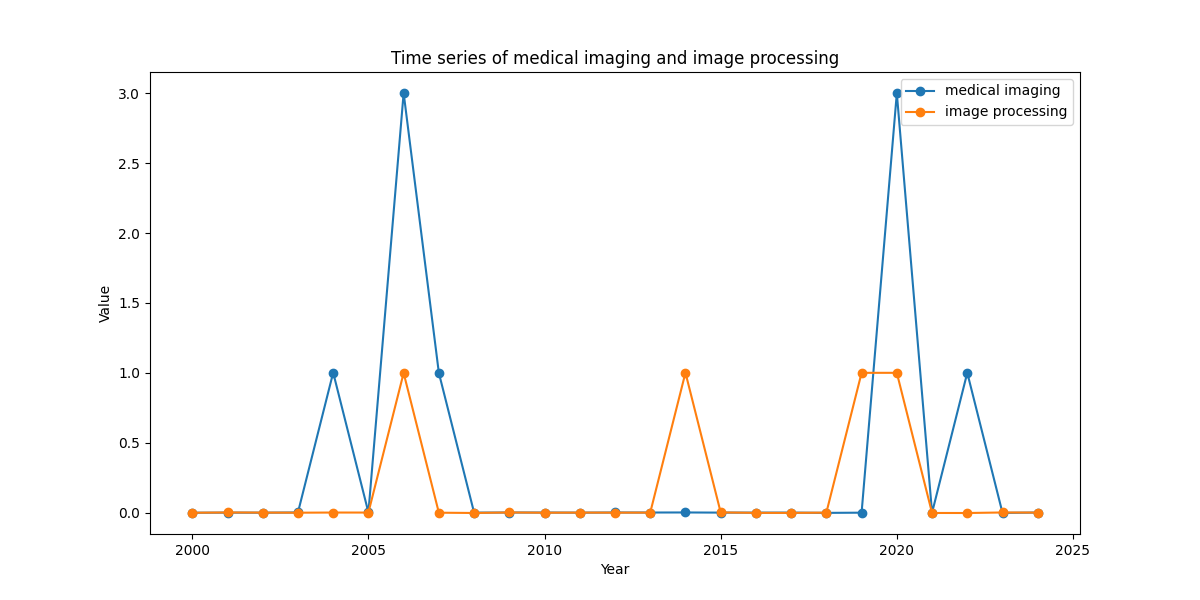 Time series of medical imaging and image processing
medical imaging
image processing
3.0
2.5
2.0
1.5
1.0
0.5
0.0
Value
2000 2005 2010 2015 2020 2025
Year